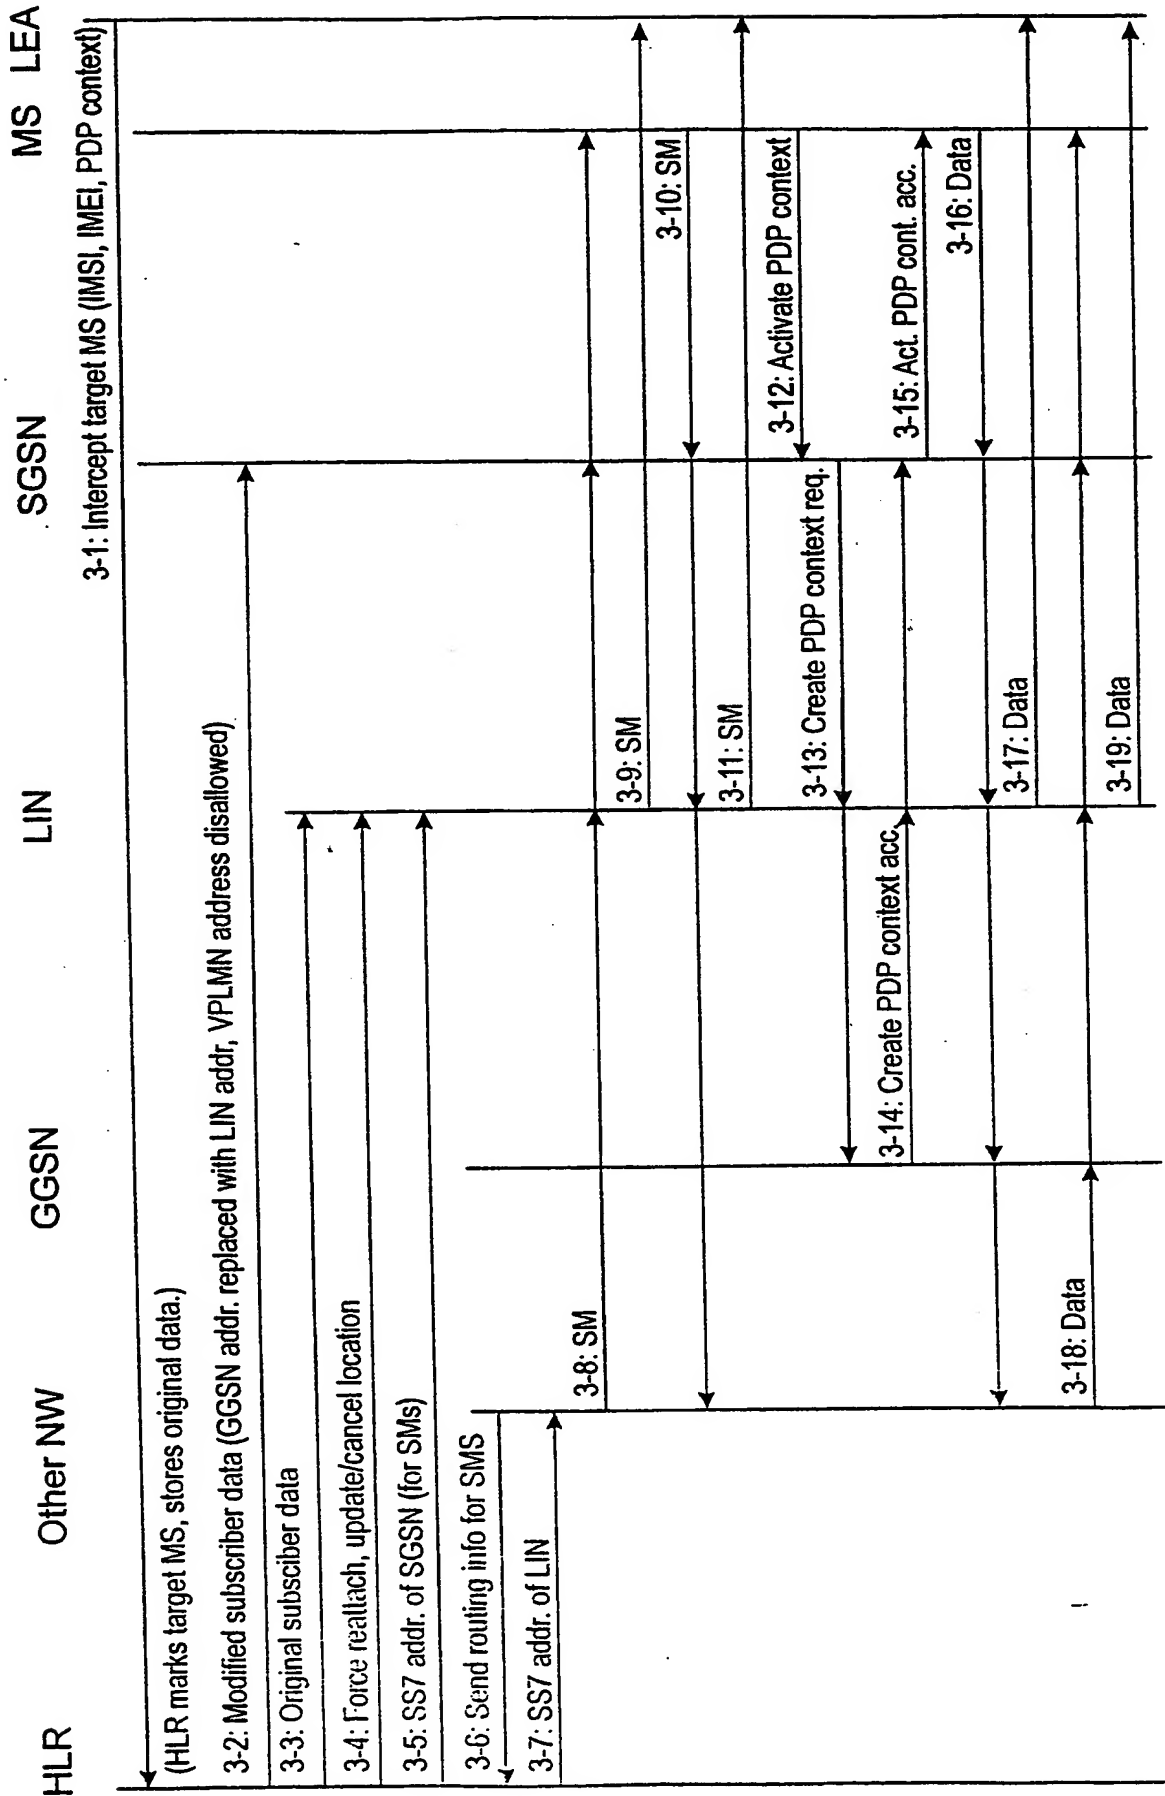 HLR
Other NW
GGSN
LIN
SGSN
MS
LEA
3-1: Intercept target MS (IMSI, IMEI, PDP context)
(HLR marks target MS, stores original data.)
3-2: Modified subscriber data (GGSN addr. replaced with LIN addr, VPLMN address disallowed)
3-3: Original subsciber data
3-4: Force reattach, update/cancel location
3-5: SS7 addr. of SGSN (for SMs)
3-6: Send routing info for SMS
3-7: SS7 addr. of LIN
3-8: SM
3-9: SM
3-10: SM
3-11: SM
3-12: Activate PDP context
3-13: Create PDP context req.
3-14: Create PDP context acc.
3-15: Act. PDP cont. acc.
3-16: Data
3-17: Data
3-18: Data
3-19: Data